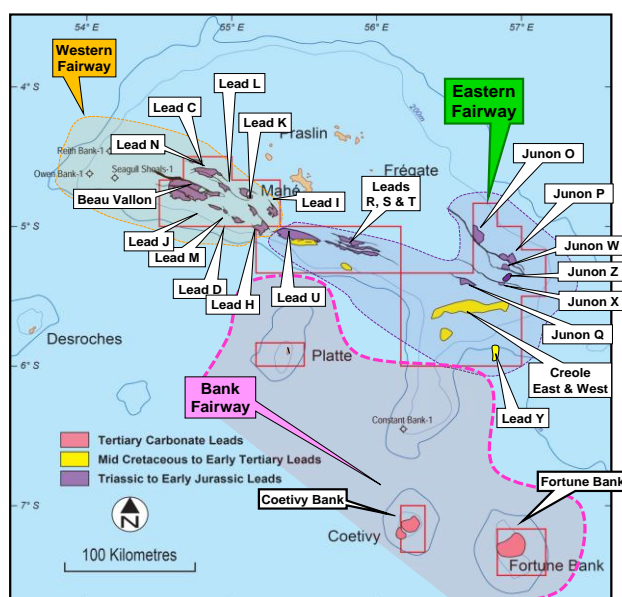 54° E
55° E
56° E
57° E
Western
Fairway
Lead L
Lead C
Lead K
Lead N
Praslin
200m
Eastern
Fairway
4° S
Reith Bank-1
Owen Bank-1
Seagull Shoals-1
Mahé
Frégate
Junon O
Beau Vallon
Lead I
Leads
R, S & T
Junon P
5° S
Lead J
Lead M
Lead D
Lead H
Lead U
Junon W
Junon Z
Junon X
Junon Q
Desroches
Platte
Creole
East & West
6° S
Bank
Fairway
Lead Y
Constant Bank-1
Tertiary Carbonate Leads
Mid Cretaceous to Early Tertiary Leads
Triassic to Early Jurassic Leads
7° S
N
Coetivy Bank
Fortune Bank
Coetivy
Fortune Bank
100 Kilometres